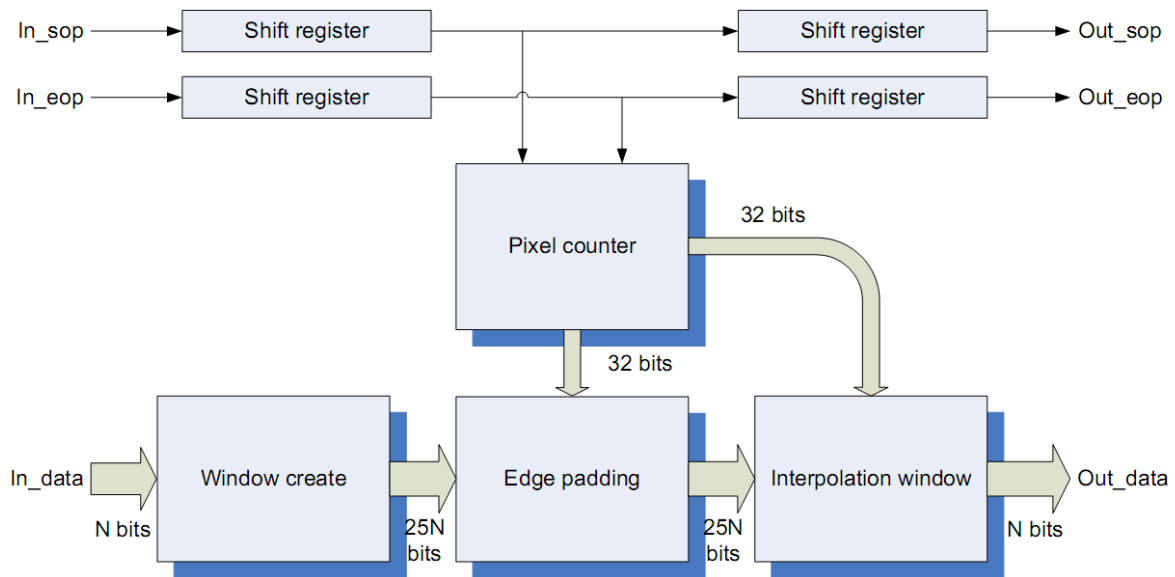 In_sop
Shift register
Shift register
Out_sop
In_eop
Shift register
Shift register
Out_eop
Pixel counter
32 bits
32 bits
In_data
N bits
Window create
25N
bits
Edge padding
25N
bits
Interpolation window
N bits
Out_data